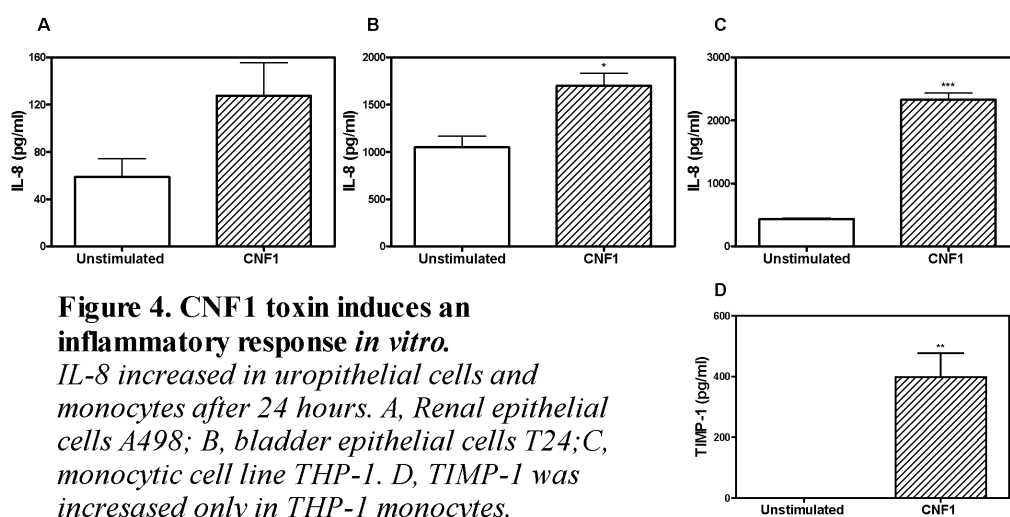 A
B
C
160
120
80
40
0
IL-8 (pg/ml)
Unstimulated
CNF1
2000
1500
1000
500
0
IL-8 (pg/ml)
*
Unstimulated
CNF1
3000
2000
1000
0
IL-8 (pg/ml)
***
Unstimulated
CNF1
Figure 4. CNF1 toxin induces an
inflammatory response in vitro.
IL-8 increased in uropithelial cells and
monocytes after 24 hours. A, Renal epithelial
cells A498; B, bladder epithelial cells T24;C,
monocytic cell line THP-1. D, TIMP-1 was
incresased only in THP-1 monocytes.
D
600
400
200
0
TIMP-1 (pg/ml)
**
Unstimulated
CNF1